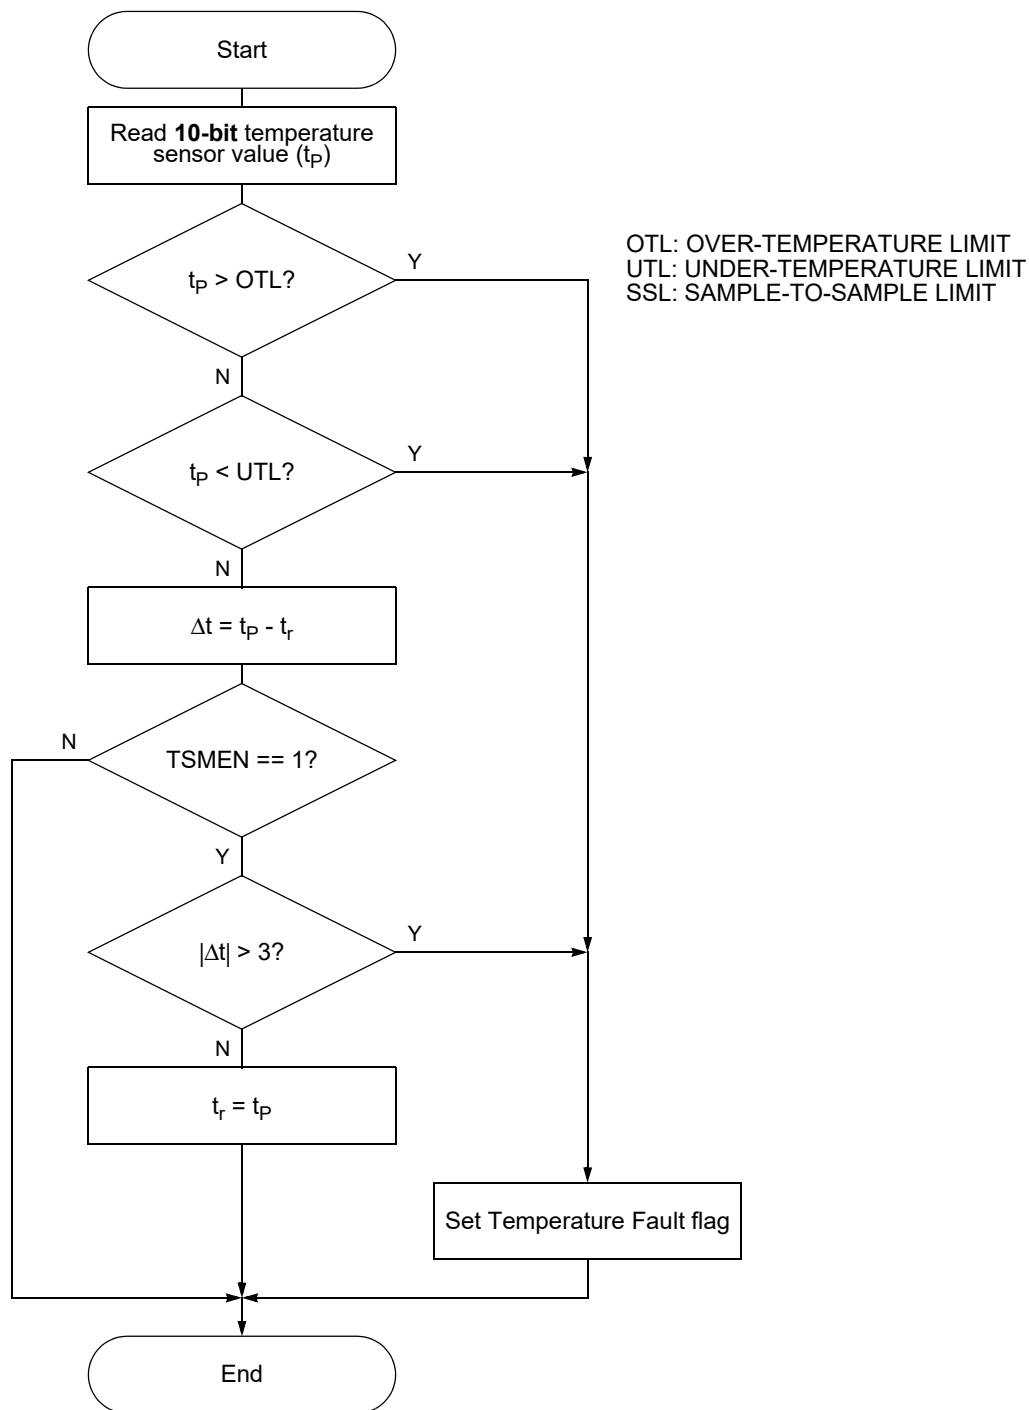 Start
Read 10-bit temperature
sensor value (tP)
tP > OTL?
Y
OTL: OVER-TEMPERATURE LIMIT
UTL: UNDER-TEMPERATURE LIMIT
SSL: SAMPLE-TO-SAMPLE LIMIT
N
tP < UTL?
Y
N
Δt = tP - tr
N
TSMEN == 1?
Y
|Δt| > 3?
Y
N
tr = tP
Set Temperature Fault flag
End